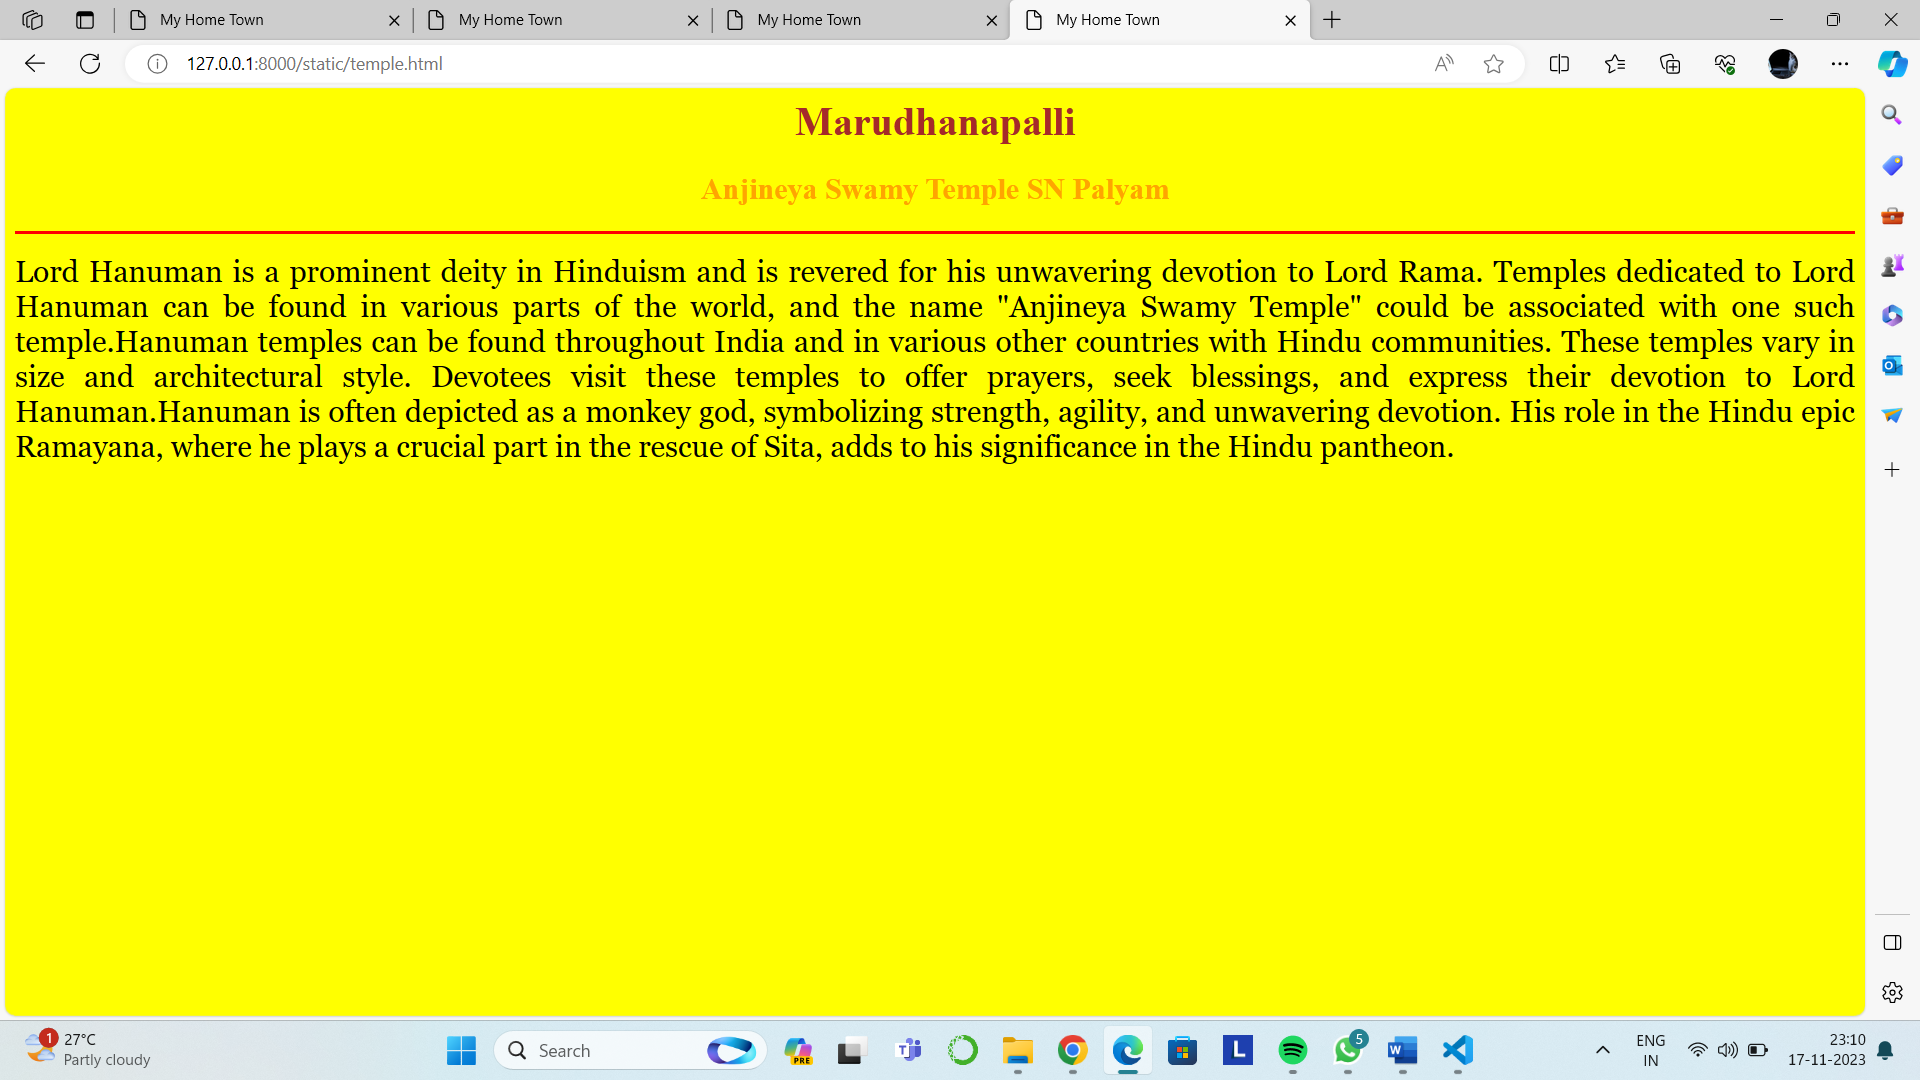 My Home Town
My Home Town
My Home Town
My Home Town
127.0.0.1:8000/static/temple.html
Marudhanapalli
Anjineya Swamy Temple SN Palyam
Lord Hanuman is a prominent deity in Hinduism and is revered for his unwavering devotion to Lord Rama. Temples dedicated to Lord
Hanuman can be found in various parts of the world, and the name "Anjineya Swamy Temple" could be associated with one such
temple.Hanuman temples can be found throughout India and in various other countries with Hindu communities. These temples vary in
size and architectural style. Devotees visit these temples to offer prayers, seek blessings, and express their devotion to Lord
Hanuman.Hanuman is often depicted as a monkey god, symbolizing strength, agility, and unwavering devotion. His role in the Hindu epic
Ramayana, where he plays a crucial part in the rescue of Sita, adds to his significance in the Hindu pantheon.
1
27°C
Partly cloudy
Search
PRE
L
5
W
ENG
IN
23:10
17-11-2023